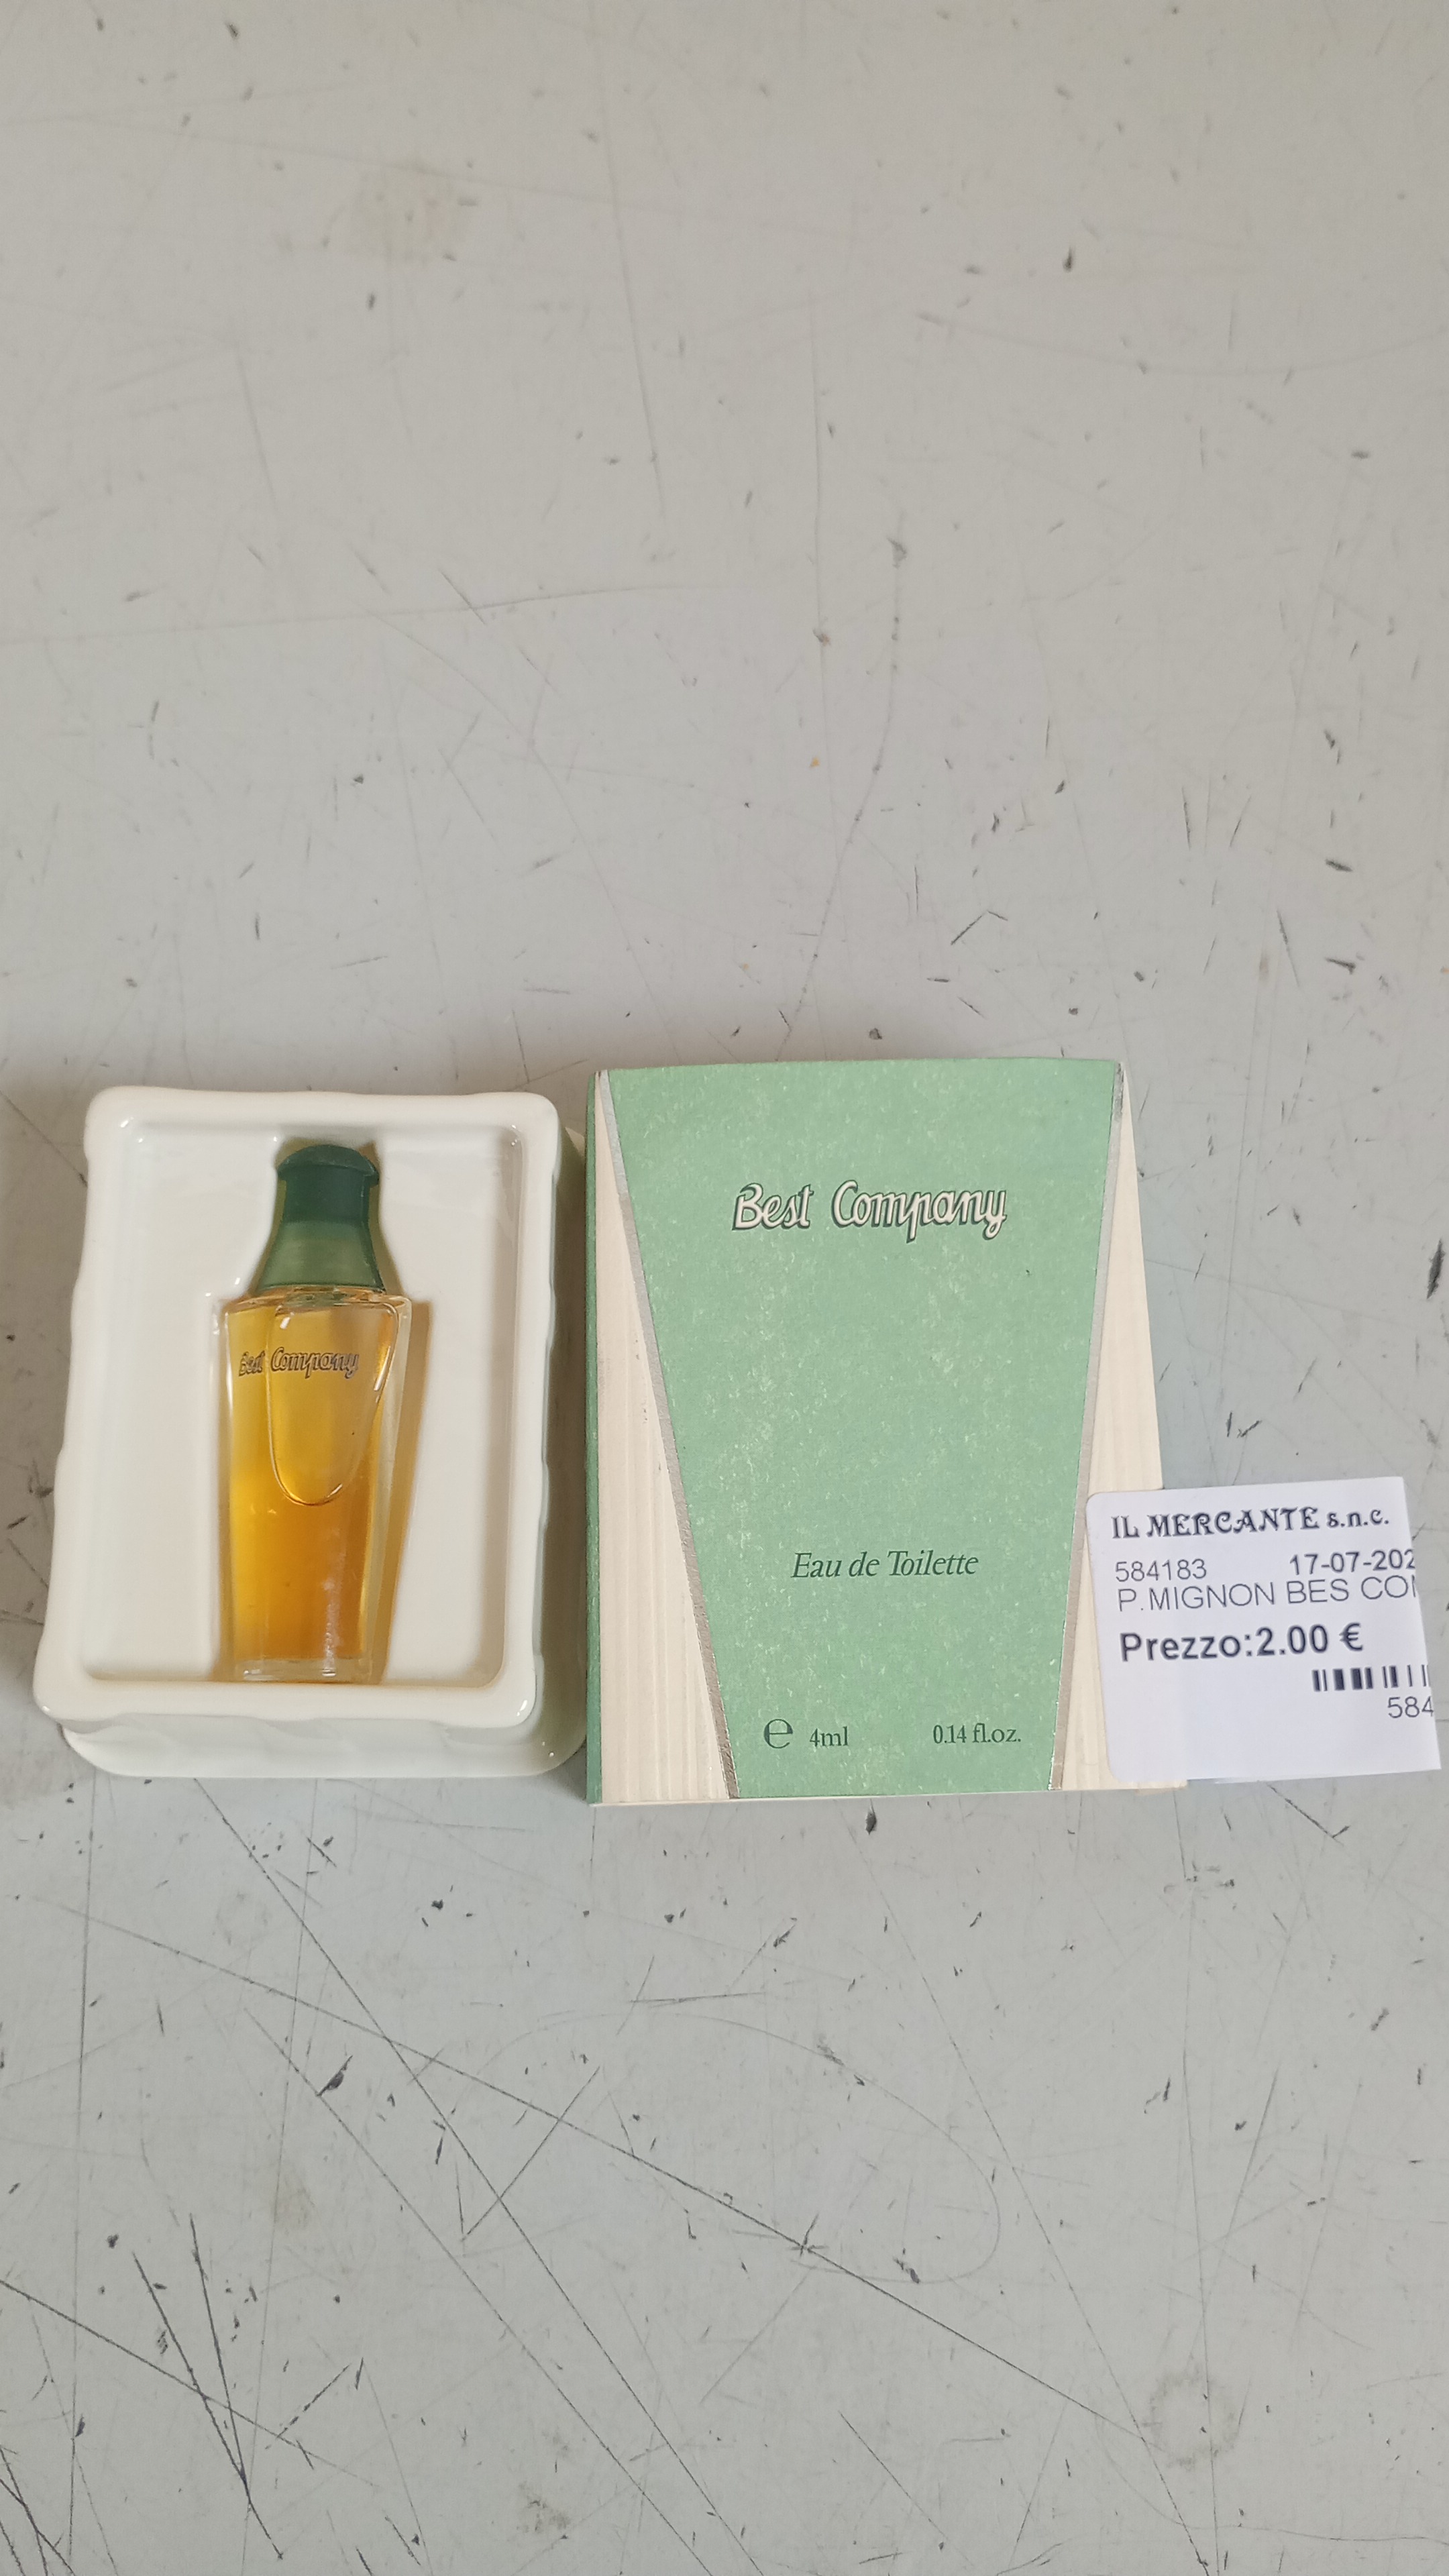 Best Company
Best Company
Eau de Toilette
e 4ml 0.14 fl.oz.
IL MERCANTE s.n.c.
584183 17-07-202
P.MIGNON BES COM
Prezzo:2.00 €
584